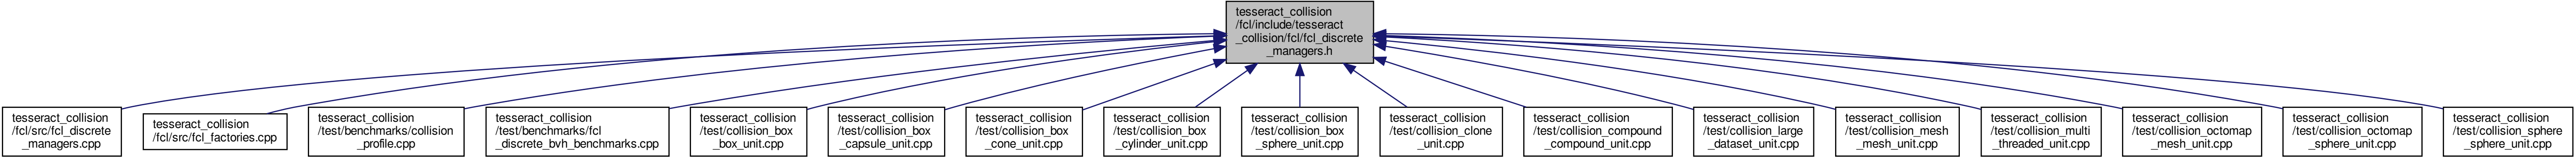 tesseract_collision
/fcl/include/tesseract
_collision/fcl/fcl_discrete
_managers.h
tesseract_collision
/fcl/src/fcl_discrete
_managers.cpp
tesseract_collision
/fcl/src/fcl_factories.cpp
tesseract_collision
/test/benchmarks/collision
_profile.cpp
tesseract_collision
/test/benchmarks/fcl
_discrete_bvh_benchmarks.cpp
tesseract_collision
/test/collision_box
_box_unit.cpp
tesseract_collision
/test/collision_box
_capsule_unit.cpp
tesseract_collision
/test/collision_box
_cone_unit.cpp
tesseract_collision
/test/collision_box
_cylinder_unit.cpp
tesseract_collision
/test/collision_box
_sphere_unit.cpp
tesseract_collision
/test/collision_clone
_unit.cpp
tesseract_collision
/test/collision_compound
_compound_unit.cpp
tesseract_collision
/test/collision_large
_dataset_unit.cpp
tesseract_collision
/test/collision_mesh
_mesh_unit.cpp
tesseract_collision
/test/collision_multi
_threaded_unit.cpp
tesseract_collision
/test/collision_octomap
_mesh_unit.cpp
tesseract_collision
/test/collision_octomap
_sphere_unit.cpp
tesseract_collision
/test/collision_sphere
_sphere_unit.cpp